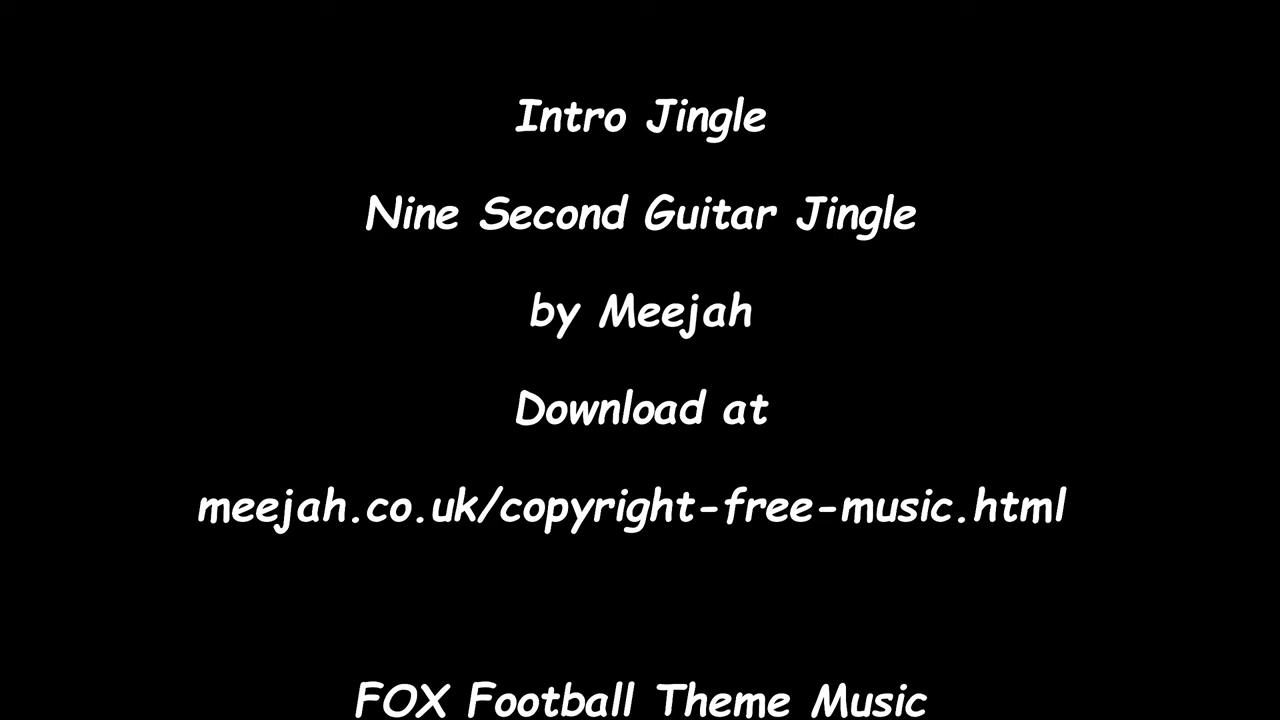 Intro Jingle
Nine Second Guitar Jingle
by Meejah
Download at
meejah.co.uk/copyright-free-music.html
FOX Football Theme Music